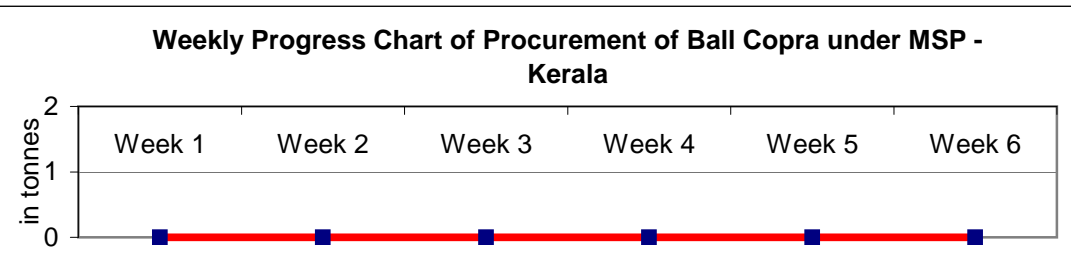 Weekly Progress Chart of Procurement of Ball Copra under MSP -
Kerala
in tonnes
2
1
0
Week 1 Week 2 Week 3 Week 4 Week 5 Week 6